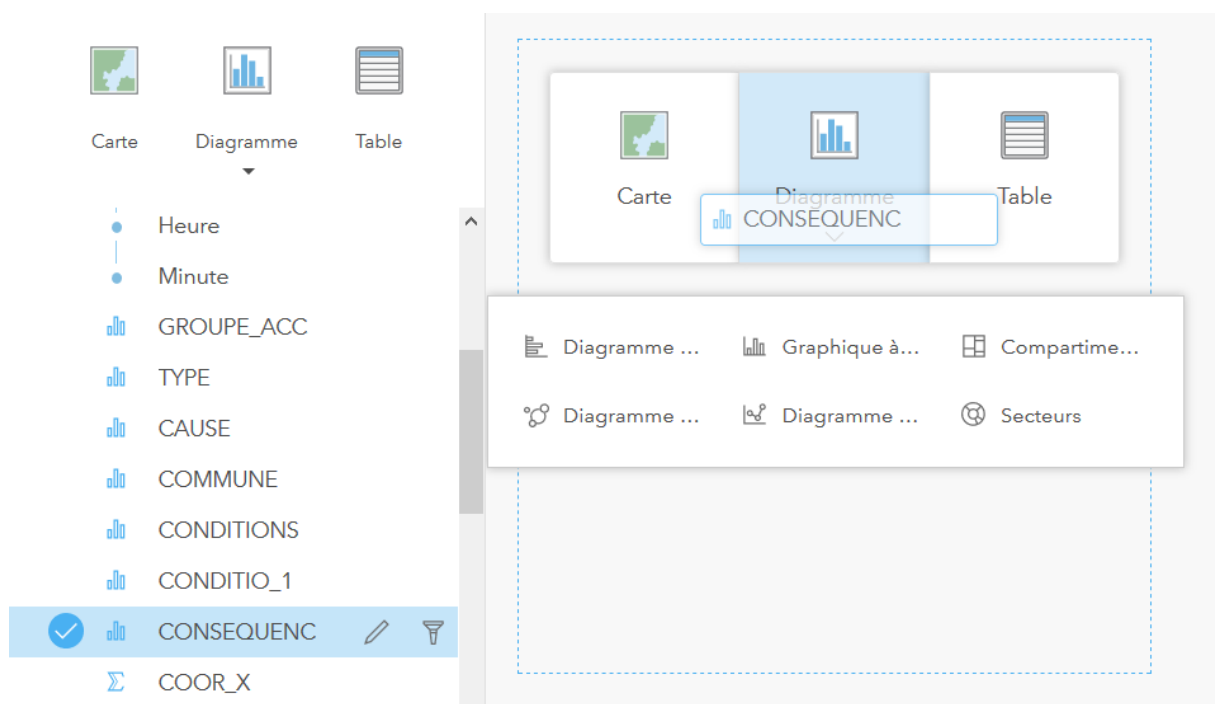 Carte Diagramme Table
Heure
Minute
GROUPE_ACC
TYPE
CAUSE
COMMUNE
CONDITIONS
CONDITIO_1
CONSEQUENC
COOR_X
Carte Diagramme Table
CONSEQUENC
Diagramme ... Graphique à... Compartime...
Diagramme ... Diagramme ... Secteurs